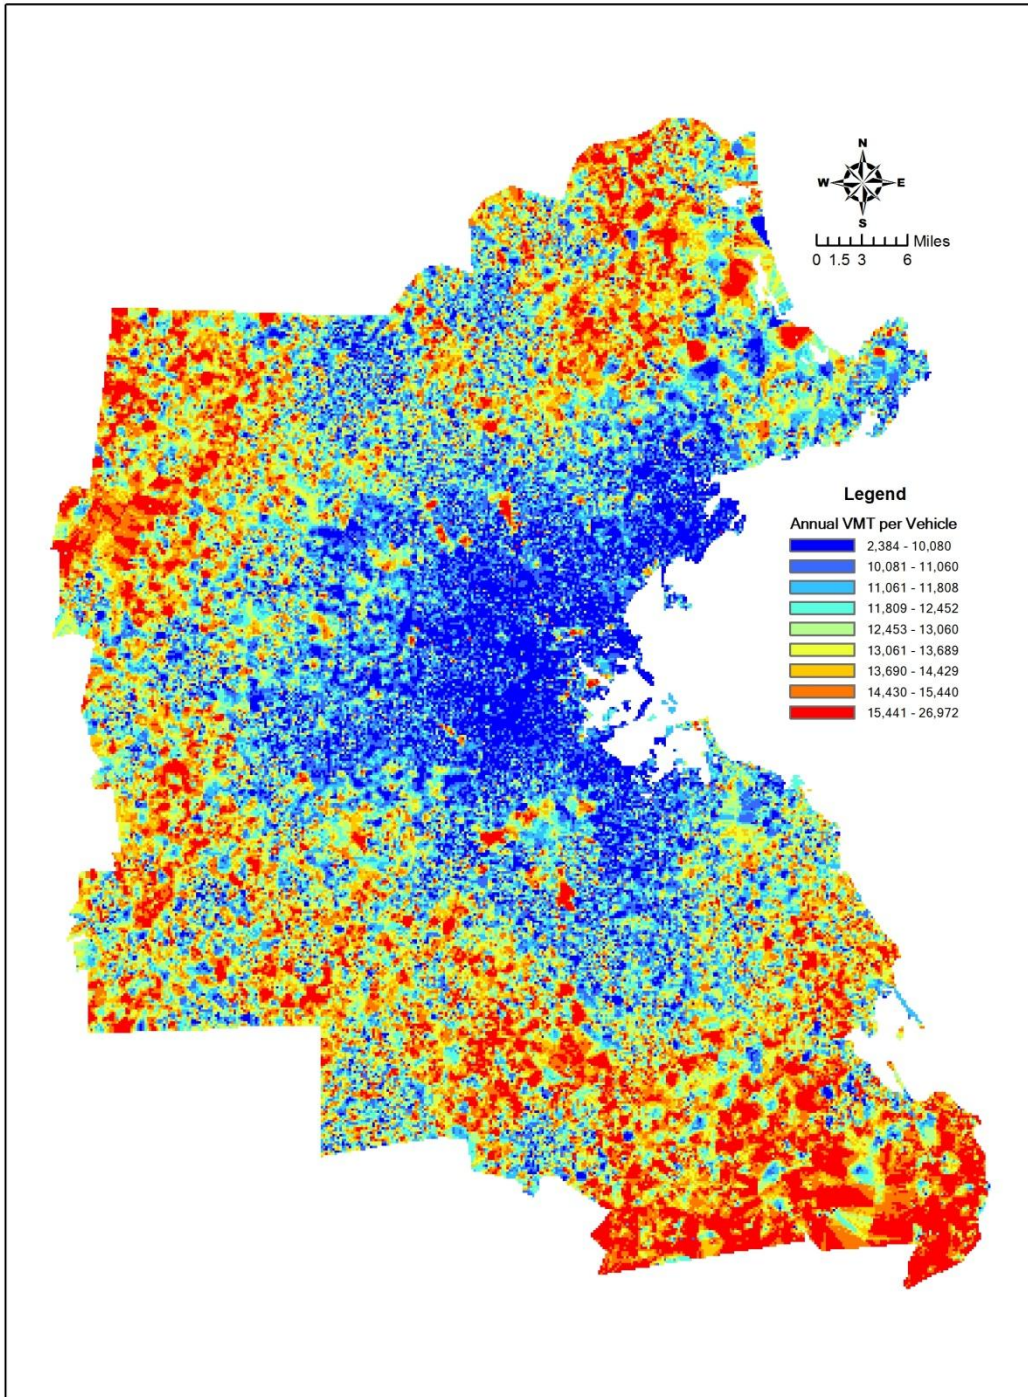 N
W E
S
Miles
0 1.5 3 6
Legend
Annual VMT per Vehicle
2,384 - 10,080
10,081 - 11,060
11,061 - 11,808
11,809 - 12,452
12,453 - 13,060
13,061 - 13,689
13,690 - 14,429
14,430 - 15,440
15,441 - 26,972